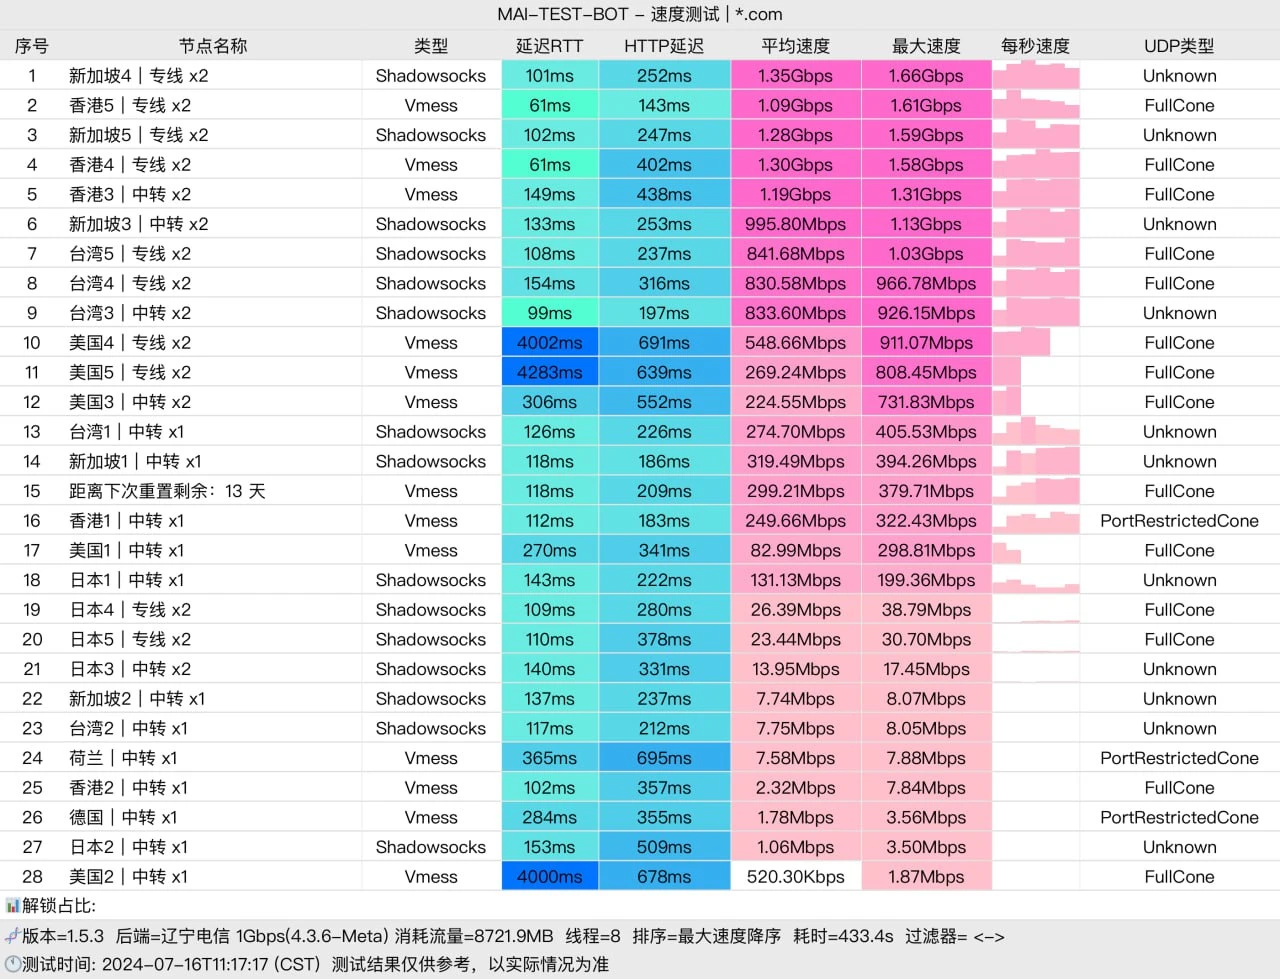 MAI-TEST-BOT - 速度测试 | *.com
序号 节点名称 类型 延迟RTT HTTP延迟 平均速度 最大速度 每秒速度 UDP类型
1 新加坡4｜专线 x2 Shadowsocks 101ms 252ms 1.35Gbps 1.66Gbps Unknown
2 香港5｜专线 x2 Vmess 61ms 143ms 1.09Gbps 1.61Gbps FullCone
3 新加坡5｜专线 x2 Shadowsocks 102ms 247ms 1.28Gbps 1.59Gbps Unknown
4 香港4｜专线 x2 Vmess 61ms 402ms 1.30Gbps 1.58Gbps FullCone
5 香港3｜中转 x2 Vmess 149ms 438ms 1.19Gbps 1.31Gbps FullCone
6 新加坡3｜中转 x2 Shadowsocks 133ms 253ms 995.80Mbps 1.13Gbps Unknown
7 台湾5｜专线 x2 Shadowsocks 108ms 237ms 841.68Mbps 1.03Gbps FullCone
8 台湾4｜专线 x2 Shadowsocks 154ms 316ms 830.58Mbps 966.78Mbps FullCone
9 台湾3｜中转 x2 Shadowsocks 99ms 197ms 833.60Mbps 926.15Mbps Unknown
10 美国4｜专线 x2 Vmess 4002ms 691ms 548.66Mbps 911.07Mbps FullCone
11 美国5｜专线 x2 Vmess 4283ms 639ms 269.24Mbps 808.45Mbps FullCone
12 美国3｜中转 x2 Vmess 306ms 552ms 224.55Mbps 731.83Mbps FullCone
13 台湾1｜中转 x1 Shadowsocks 126ms 226ms 274.70Mbps 405.53Mbps Unknown
14 新加坡1｜中转 x1 Shadowsocks 118ms 186ms 319.49Mbps 394.26Mbps Unknown
15 距离下次重置剩余：13 天 Vmess 118ms 209ms 299.21Mbps 379.71Mbps FullCone
16 香港1｜中转 x1 Vmess 112ms 183ms 249.66Mbps 322.43Mbps PortRestrictedCone
17 美国1｜中转 x1 Vmess 270ms 341ms 82.99Mbps 298.81Mbps FullCone
18 日本1｜中转 x1 Shadowsocks 143ms 222ms 131.13Mbps 199.36Mbps Unknown
19 日本4｜专线 x2 Shadowsocks 109ms 280ms 26.39Mbps 38.79Mbps FullCone
20 日本5｜专线 x2 Shadowsocks 110ms 378ms 23.44Mbps 30.70Mbps FullCone
21 日本3｜中转 x2 Shadowsocks 140ms 331ms 13.95Mbps 17.45Mbps Unknown
22 新加坡2｜中转 x1 Shadowsocks 137ms 237ms 7.74Mbps 8.07Mbps Unknown
23 台湾2｜中转 x1 Shadowsocks 117ms 212ms 7.75Mbps 8.05Mbps Unknown
24 荷兰｜中转 x1 Vmess 365ms 695ms 7.58Mbps 7.88Mbps PortRestrictedCone
25 香港2｜中转 x1 Vmess 102ms 357ms 2.32Mbps 7.84Mbps FullCone
26 德国｜中转 x1 Vmess 284ms 355ms 1.78Mbps 3.56Mbps PortRestrictedCone
27 日本2｜中转 x1 Shadowsocks 153ms 509ms 1.06Mbps 3.50Mbps Unknown
28 美国2｜中转 x1 Vmess 4000ms 678ms 520.30Kbps 1.87Mbps FullCone
解锁占比:
版本=1.5.3 后端=辽宁电信 1Gbps(4.3.6-Meta) 消耗流量=8721.9MB 线程=8 排序=最大速度降序 耗时=433.4s 过滤器= <->
测试时间: 2024-07-16T11:17:17 (CST) 测试结果仅供参考，以实际情况为准